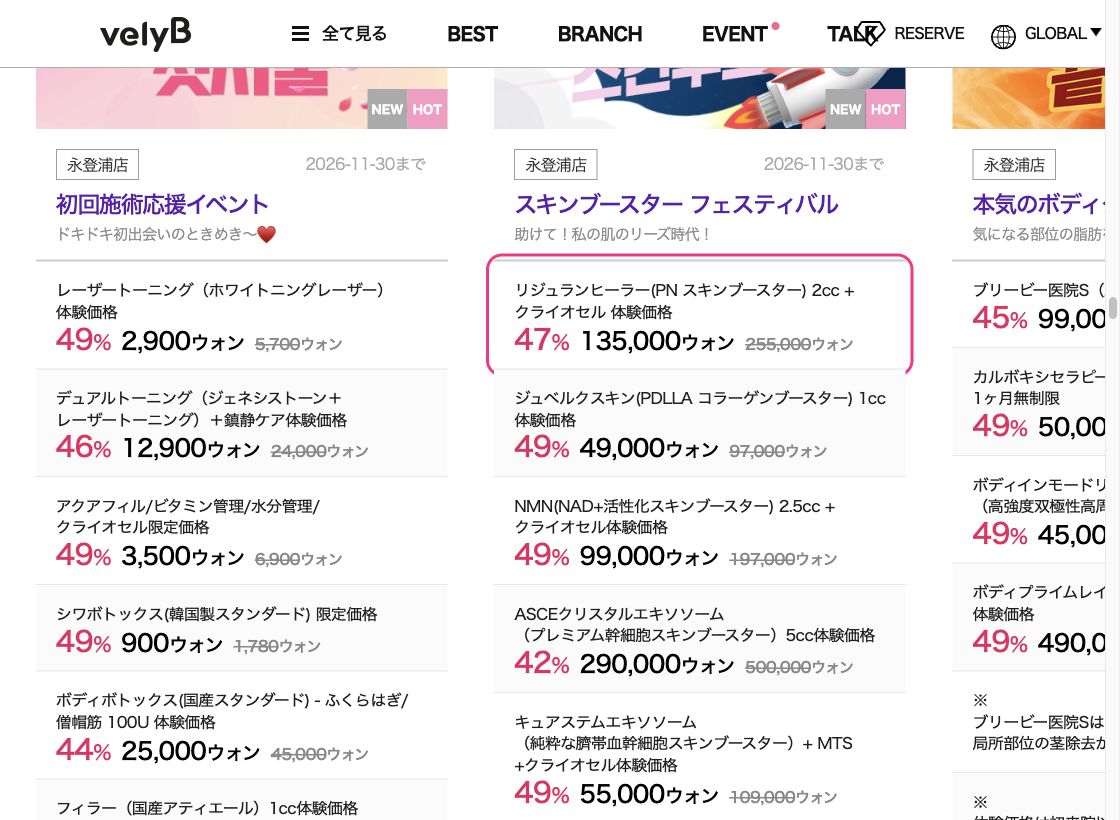 velyB
全て見る
BEST
BRANCH
EVENT
TALK
RESERVE
GLOBAL▼
NEW HOT
NEW HOT
永登浦店
2026-11-30まで
初回施術応援イベント
ドキドキ初出会いのときめき〜❤️
レーザートーニング（ホワイトニングレーザー）
体験価格
49% 2,900ウォン 5,700ウォン
デュアルトーニング（ジェネシストーン＋
レーザートーニング）＋鎮静ケア体験価格
46% 12,900ウォン 24,000ウォン
アクアフィル/ビタミン管理/水分管理/
クライオセル限定価格
49% 3,500ウォン 6,900ウォン
シワボトックス(韓国製スタンダード) 限定価格
49% 900ウォン 1,780ウォン
ボディボトックス(国産スタンダード) - ふくらはぎ/
僧帽筋 100U 体験価格
44% 25,000ウォン 45,000ウォン
フィラー（国産アティエール）1cc体験価格
永登浦店
2026-11-30まで
スキンブースター フェスティバル
助けて！私の肌のリーズ時代！
リジュランヒーラー(PN スキンブースター) 2cc +
クライオセル 体験価格
47% 135,000ウォン 255,000ウォン
ジュベルクスキン(PDLLA コラーゲンブースター) 1cc
体験価格
49% 49,000ウォン 97,000ウォン
NMN(NAD+活性化スキンブースター) 2.5cc +
クライオセル体験価格
49% 99,000ウォン 197,000ウォン
ASCEクリスタルエキソソーム
（プレミアム幹細胞スキンブースター）5cc体験価格
42% 290,000ウォン 500,000ウォン
キュアステムエキソソーム
（純粋な臍帯血幹細胞スキンブースター）+ MTS
+クライオセル体験価格
49% 55,000ウォン 109,000ウォン
永登浦店
本気のボディ
気になる部位の脂肪を
ブリービー医院S（
45% 99,00
カルボキシセラピー
1ヶ月無制限
49% 50,00
ボディインモードリ
（高強度双極性高周
49% 45,00
ボディプライムレイ
体験価格
49% 490,0
※
ブリービー医院Sは
局所部位の茎除去か
※